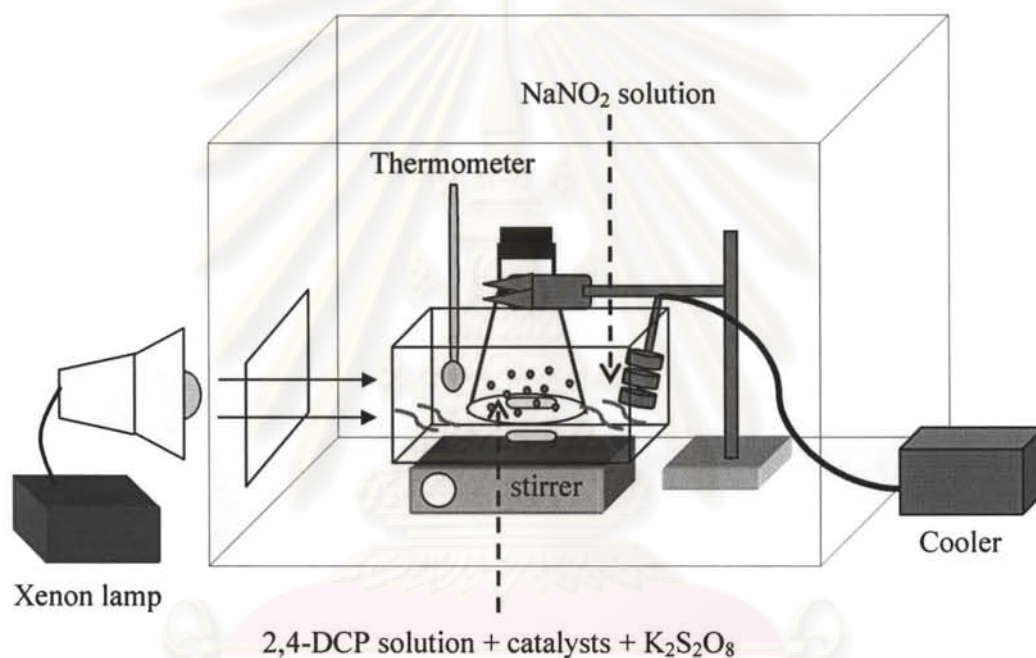 NaNO₂ solution
Thermometer
stirrer
Cooler
Xenon lamp
2,4-DCP solution + catalysts + K₂S₂O₈